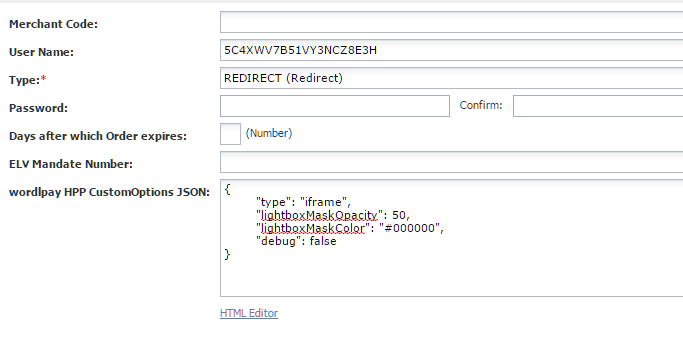 Merchant Code:
User Name: 5C4XWV7B51VY3NCZ8E3H
Type:* REDIRECT (Redirect)
Password: Confirm:
Days after which Order expires: (Number)
ELV Mandate Number:
wordlpay HPP CustomOptions JSON: {
"type": "iframe",
"lightboxMaskOpacity": 50,
"lightboxMaskColor": "#000000",
"debug": false
}
HTML Editor